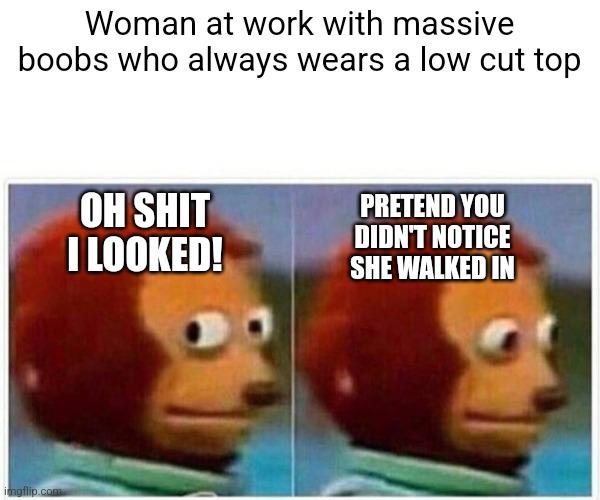 Woman at work with massive
boobs who always wears a low cut top
OH SHIT
I LOOKED!
PRETEND YOU
DIDN'T NOTICE
SHE WALKED IN
imgflip.com